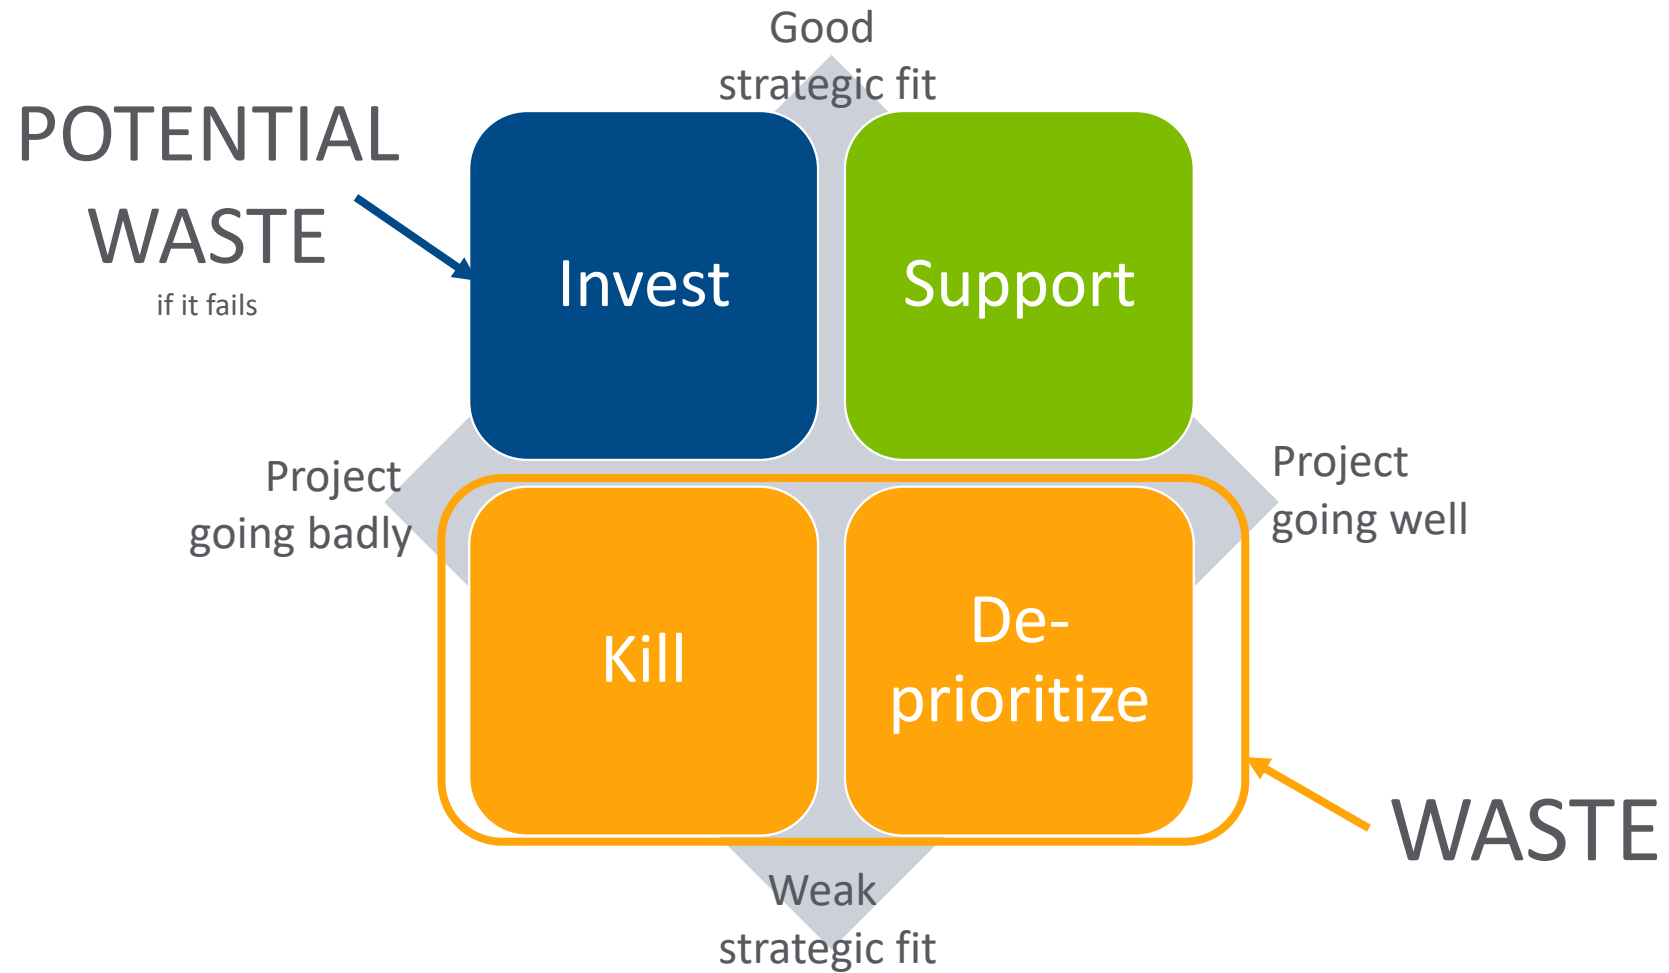 Good
strategic fit
POTENTIAL
WASTE
if it fails
Invest
Support
Project
going badly
Project
going well
Kill
De-
prioritize
WASTE
Weak
strategic fit